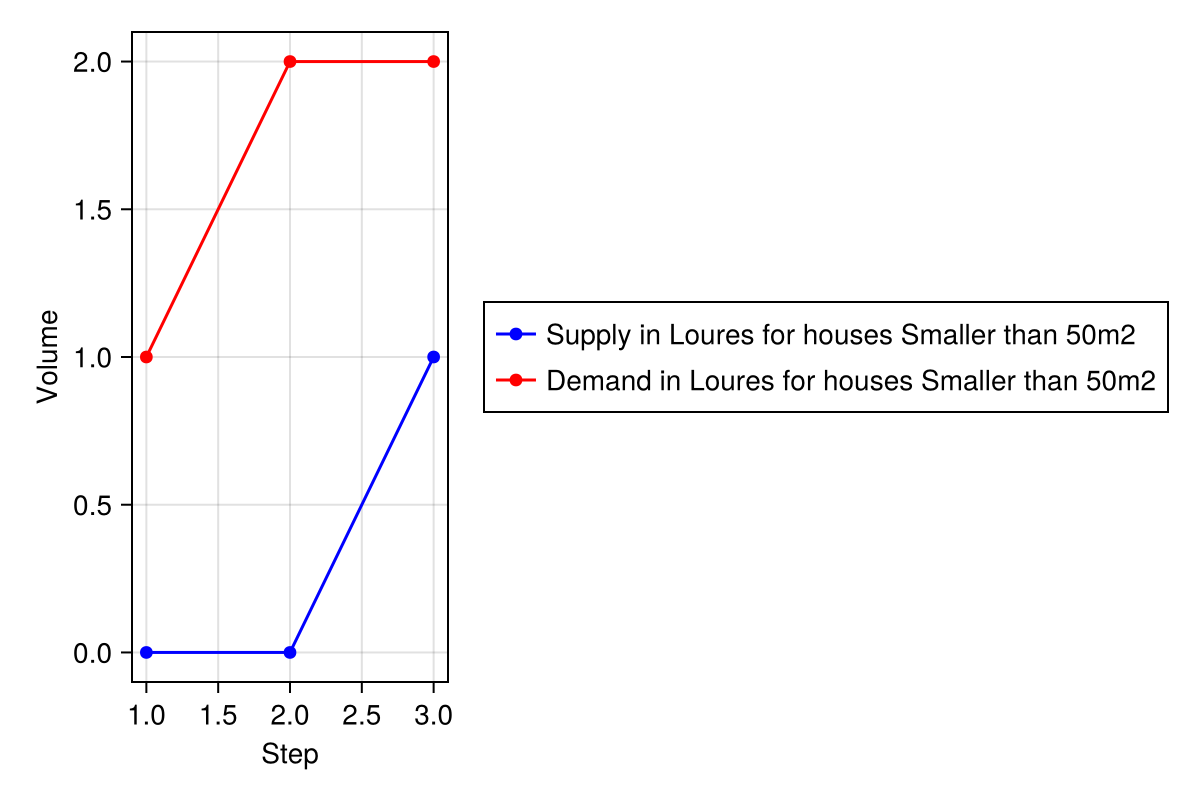 2.0
1.5
1.0
0.5
0.0
Volume
1.0 1.5 2.0 2.5 3.0
Step
Supply in Loures for houses Smaller than 50m2
Demand in Loures for houses Smaller than 50m2